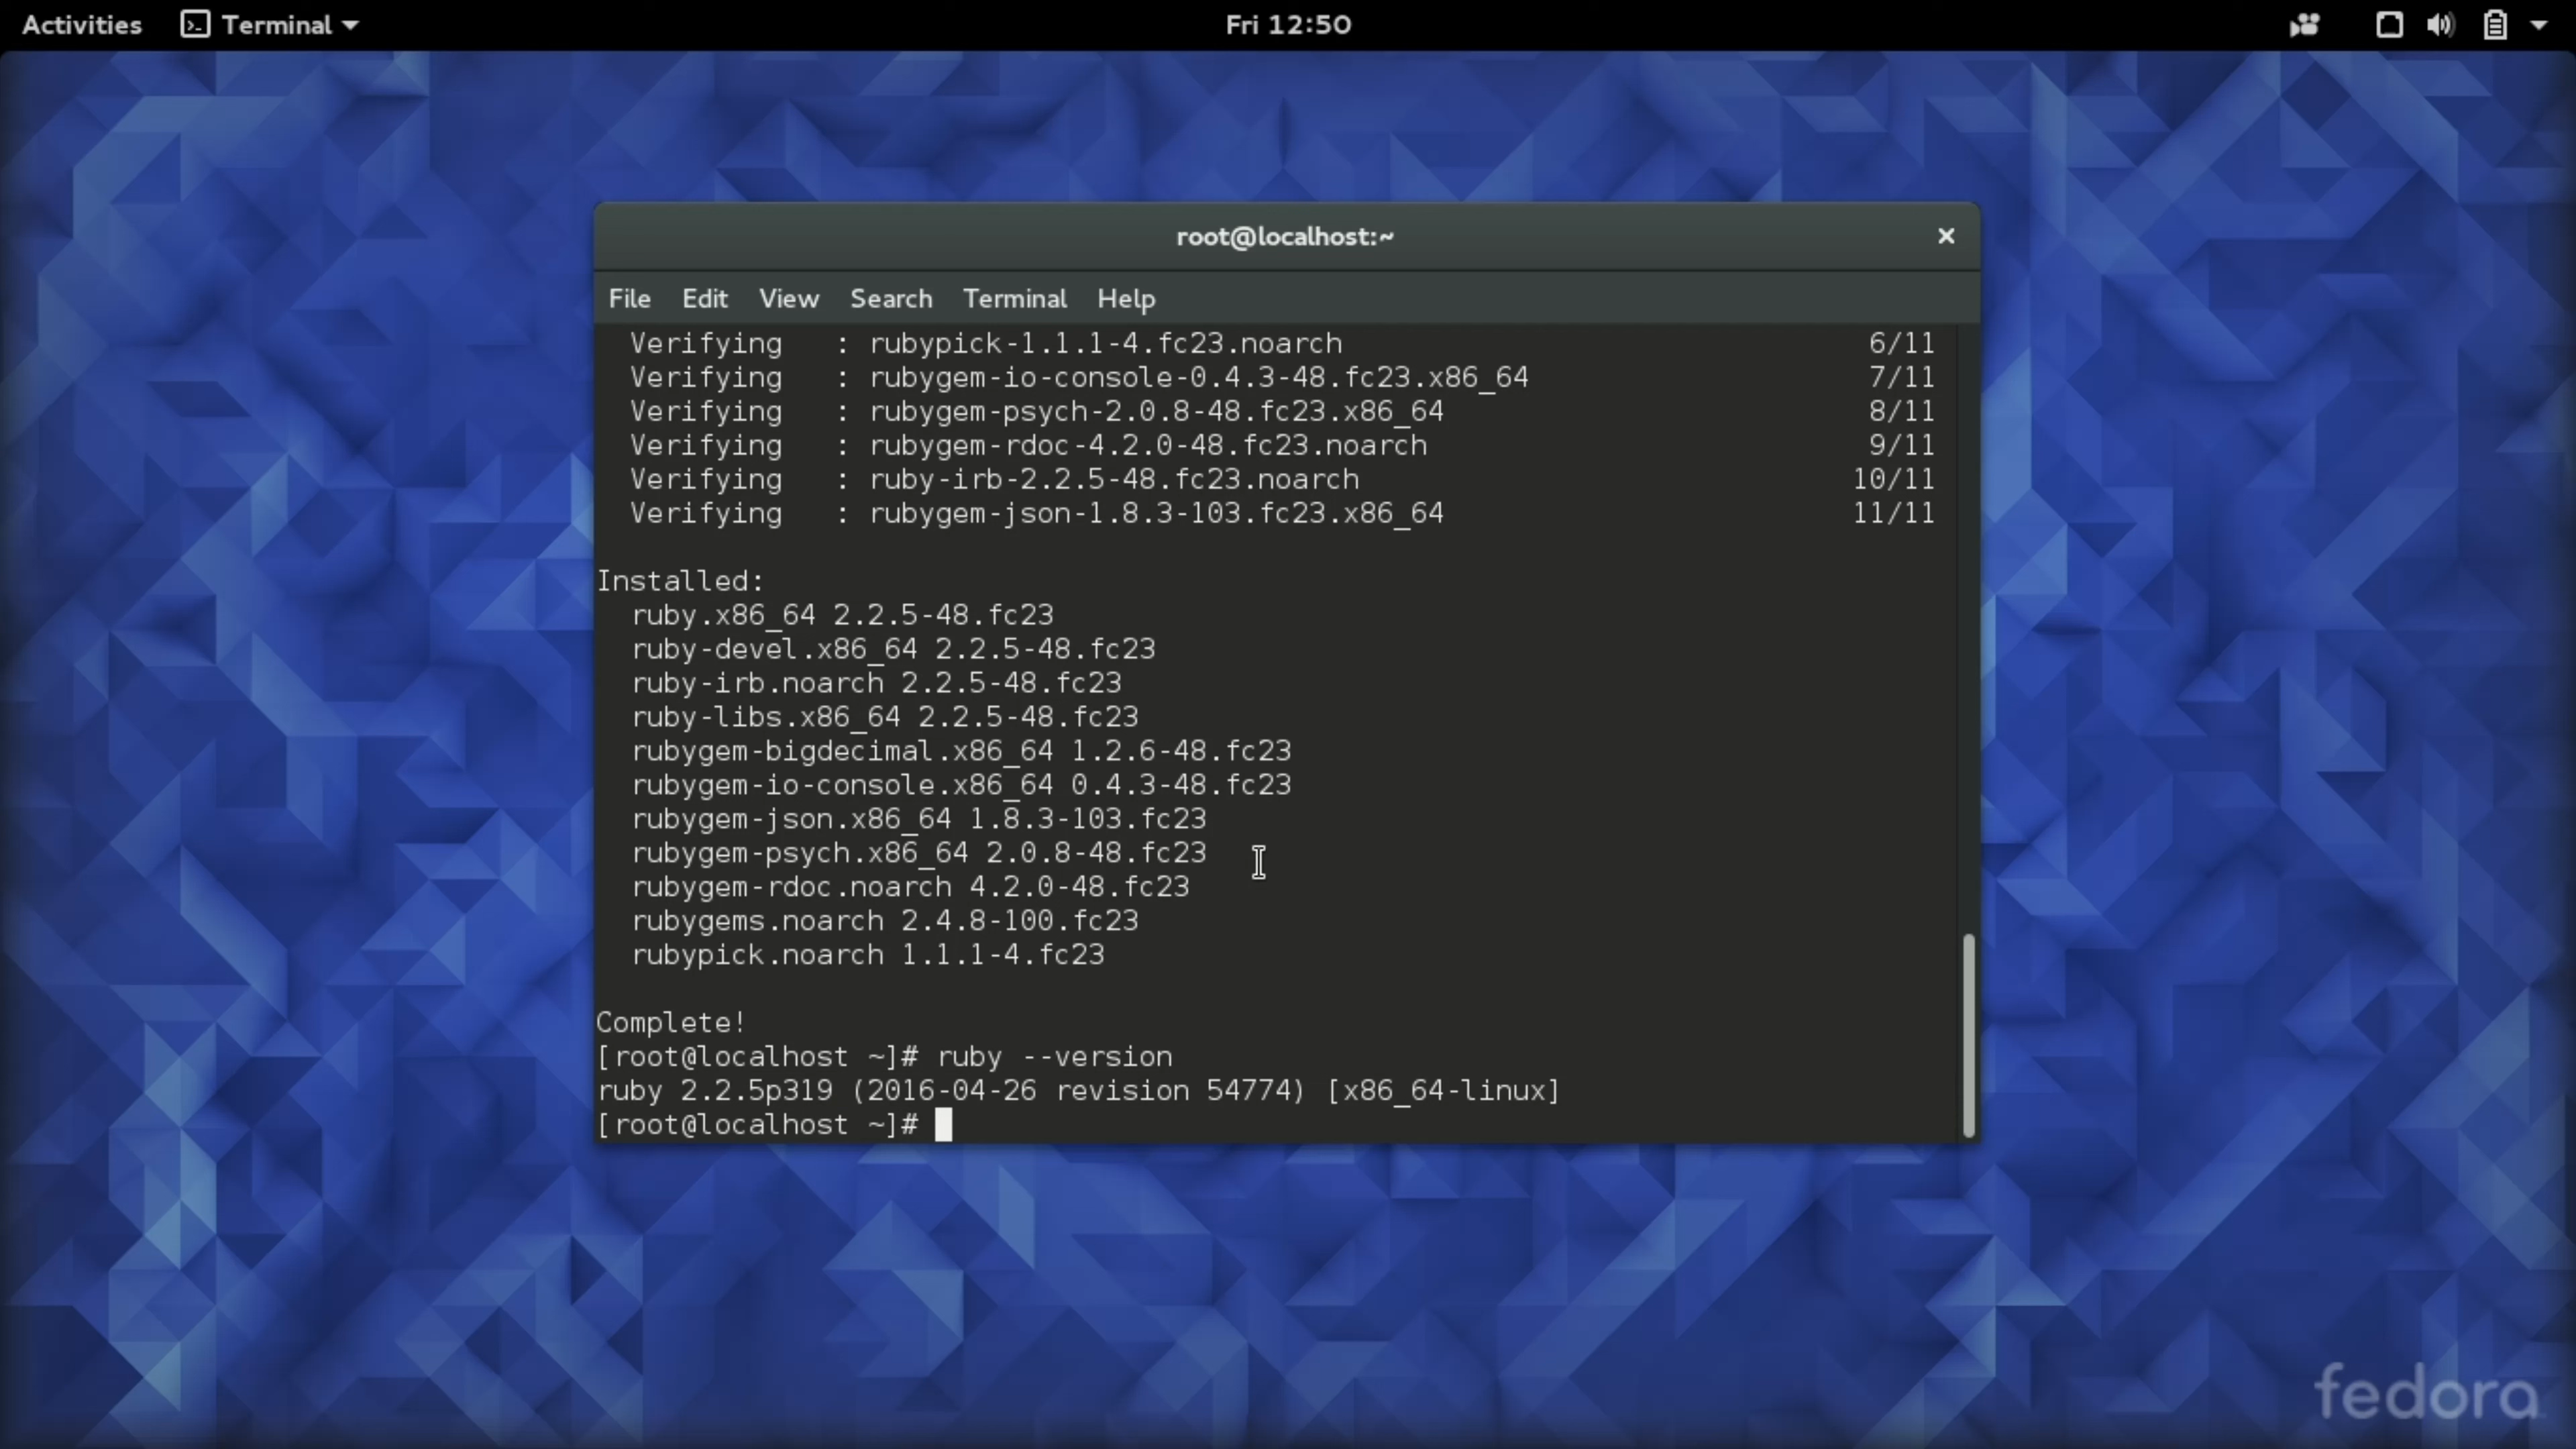 Activities Terminal Fri 12:50
root@localhost:~
File Edit View Search Terminal Help
Verifying : rubypick-1.1.1-4.fc23.noarch 6/11
Verifying : rubygem-io-console-0.4.3-48.fc23.x86_64 7/11
Verifying : rubygem-psych-2.0.8-48.fc23.x86_64 8/11
Verifying : rubygem-rdoc-4.2.0-48.fc23.noarch 9/11
Verifying : ruby-irb-2.2.5-48.fc23.noarch 10/11
Verifying : rubygem-json-1.8.3-103.fc23.x86_64 11/11
Installed:
ruby.x86_64 2.2.5-48.fc23
ruby-devel.x86_64 2.2.5-48.fc23
ruby-irb.noarch 2.2.5-48.fc23
ruby-libs.x86_64 2.2.5-48.fc23
rubygem-bigdecimal.x86_64 1.2.6-48.fc23
rubygem-io-console.x86_64 0.4.3-48.fc23
rubygem-json.x86_64 1.8.3-103.fc23
rubygem-psych.x86_64 2.0.8-48.fc23
rubygem-rdoc.noarch 4.2.0-48.fc23
rubygems.noarch 2.4.8-100.fc23
rubypick.noarch 1.1.1-4.fc23
Complete!
[root@localhost ~]# ruby --version
ruby 2.2.5p319 (2016-04-26 revision 54774) [x86_64-linux]
[root@localhost ~]#
fedora